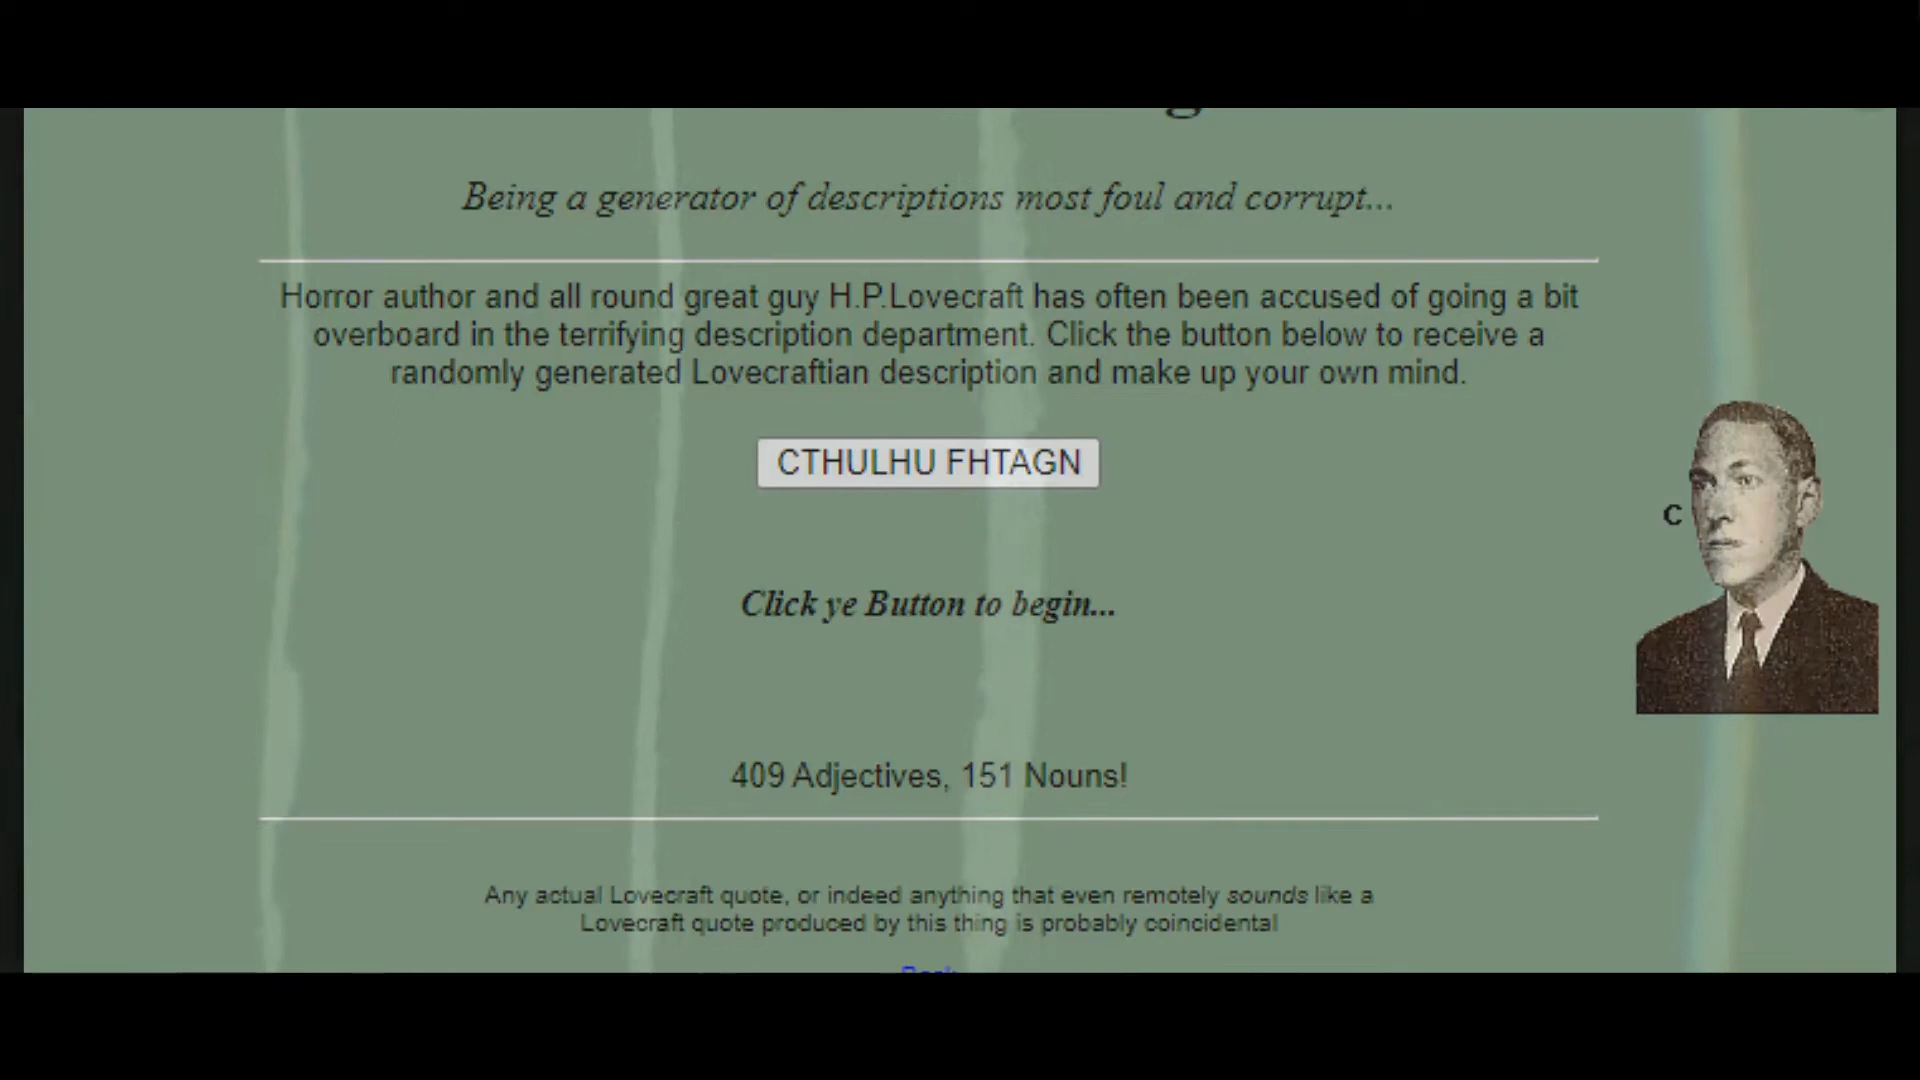 Being a generator of descriptions most foul and corrupt...
Horror author and all round great guy H.P.Lovecraft has often been accused of going a bit
overboard in the terrifying description department. Click the button below to receive a
randomly generated Lovecraftian description and make up your own mind.
CTHULHU FHTAGN
C
Click ye Button to begin...
409 Adjectives, 151 Nouns!
Any actual Lovecraft quote, or indeed anything that even remotely sounds like a
Lovecraft quote produced by this thing is probably coincidental